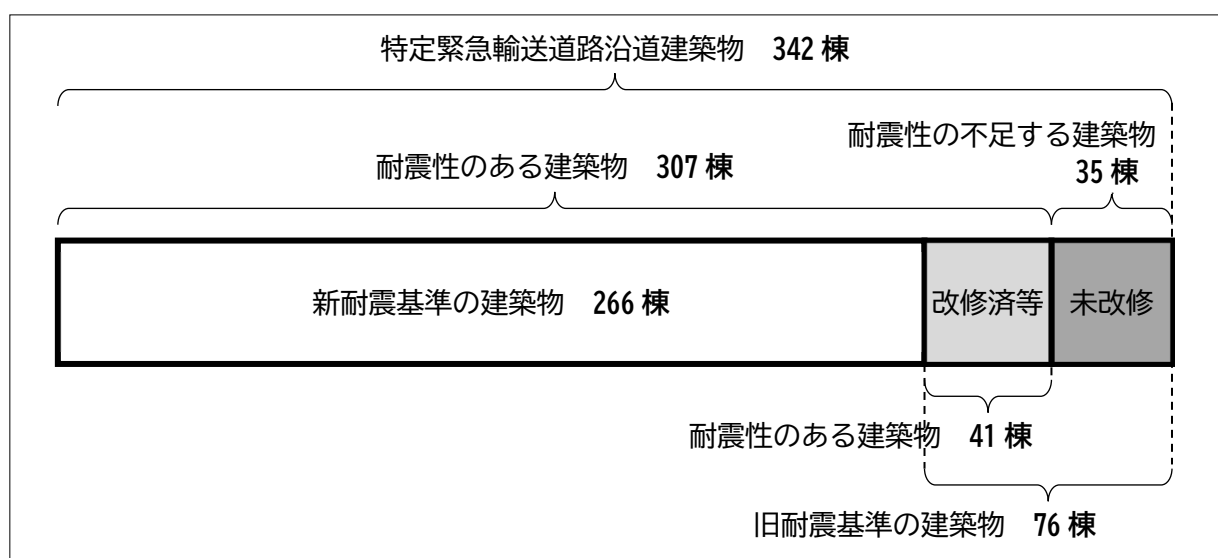 特定緊急輸送道路沿道建築物　342 棟
耐震性の不足する建築物
35 棟
耐震性のある建築物　307 棟
新耐震基準の建築物　266 棟
改修済等
未改修
耐震性のある建築物　41 棟
旧耐震基準の建築物　76 棟